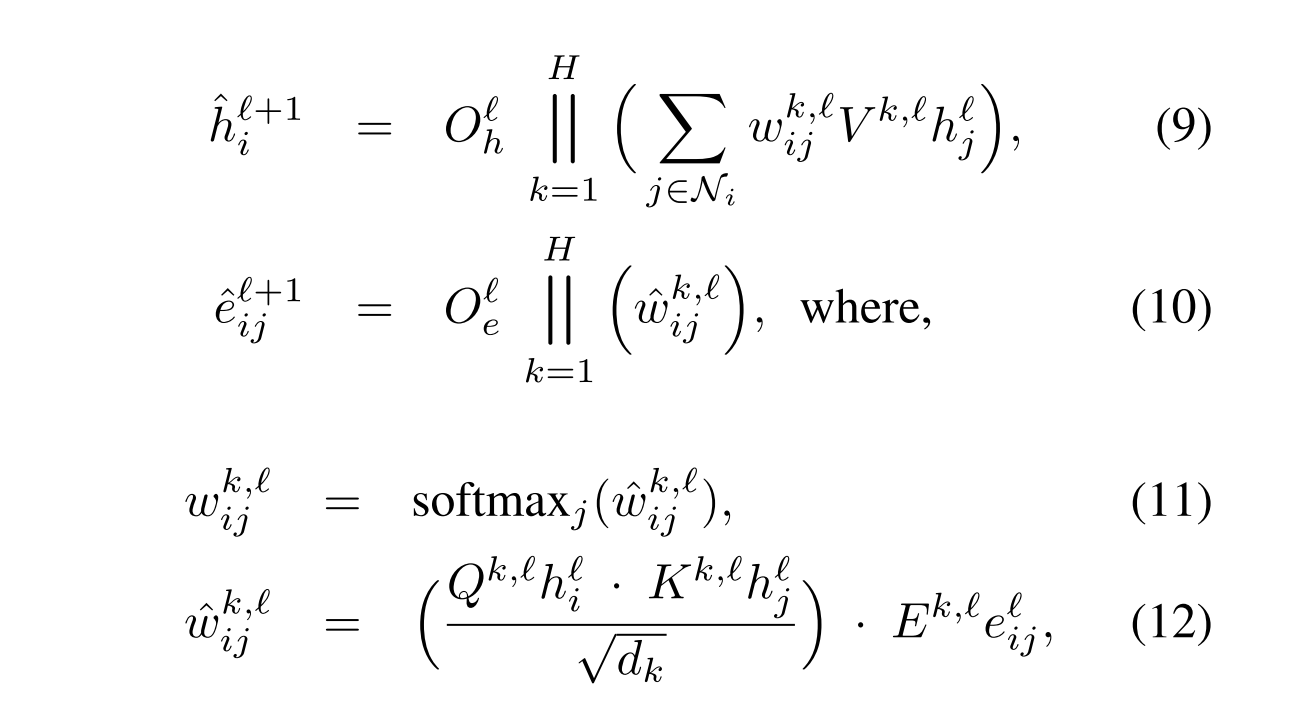 $\hat{h}_i^{\ell+1} = O_h^\ell \big\Vert_{k=1}^{H} \Big( \sum_{j \in \mathcal{N}_i} w_{ij}^{k,\ell} V^{k,\ell} h_j^\ell \Big),$ (9)
$\hat{e}_{ij}^{\ell+1} = O_e^\ell \big\Vert_{k=1}^{H} \Big( \hat{w}_{ij}^{k,\ell} \Big),$ where, (10)
$w_{ij}^{k,\ell} = \text{softmax}_j ( \hat{w}_{ij}^{k,\ell} ),$ (11)
$\hat{w}_{ij}^{k,\ell} = \Big( \frac{Q^{k,\ell} h_i^\ell \cdot K^{k,\ell} h_j^\ell}{\sqrt{d_k}} \Big) \cdot E^{k,\ell} e_{ij}^\ell,$ (12)